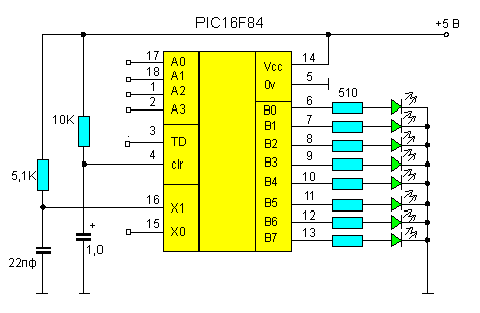 PIC16F84
+5 В
17 A0
18 A1
1 A2
2 A3
3 TD
4 clr
16 X1
15 X0
Vcc 14
0v 5
B0 6
B1 7
B2 8
B3 9
B4 10
B5 11
B6 12
B7 13
510
10K
5,1K
22пф
+
1,0